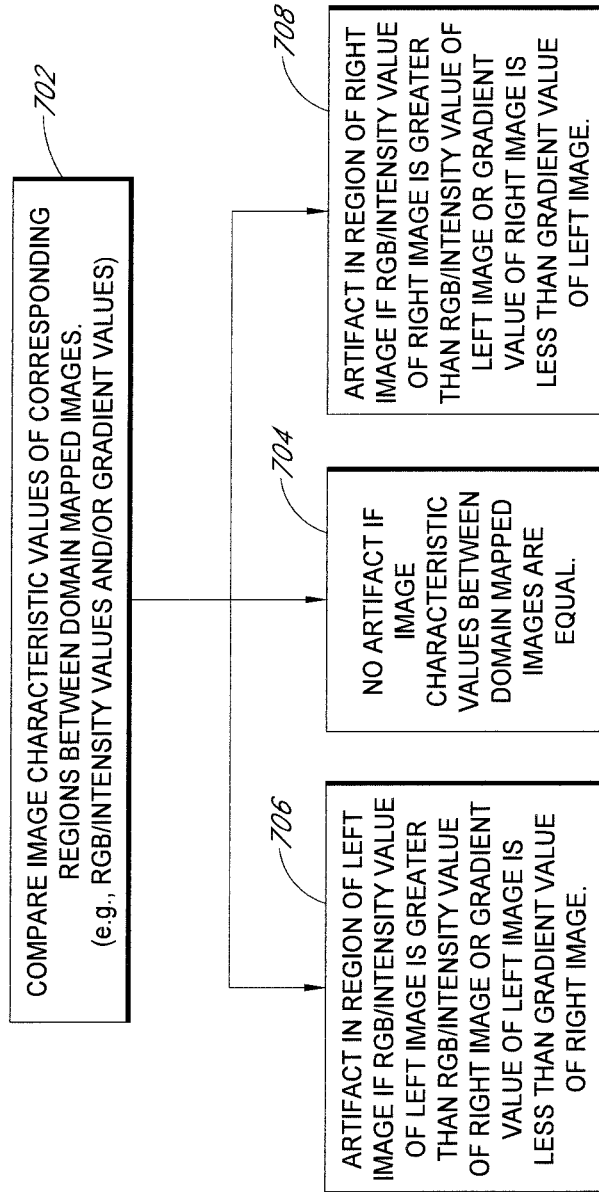 702
COMPARE IMAGE CHARACTERISTIC VALUES OF CORRESPONDING
REGIONS BETWEEN DOMAIN MAPPED IMAGES.
(e.g., RGB/INTENSITY VALUES AND/OR GRADIENT VALUES)
706
ARTIFACT IN REGION OF LEFT
IMAGE IF RGB/INTENSITY VALUE
OF LEFT IMAGE IS GREATER
THAN RGB/INTENSITY VALUE
OF RIGHT IMAGE OR GRADIENT
VALUE OF LEFT IMAGE IS
LESS THAN GRADIENT VALUE
OF RIGHT IMAGE.
704
NO ARTIFACT IF
IMAGE
CHARACTERISTIC
VALUES BETWEEN
DOMAIN MAPPED
IMAGES ARE
EQUAL.
708
ARTIFACT IN REGION OF RIGHT
IMAGE IF RGB/INTENSITY VALUE
OF RIGHT IMAGE IS GREATER
THAN RGB/INTENSITY VALUE OF
LEFT IMAGE OR GRADIENT
VALUE OF RIGHT IMAGE IS
LESS THAN GRADIENT VALUE
OF LEFT IMAGE.